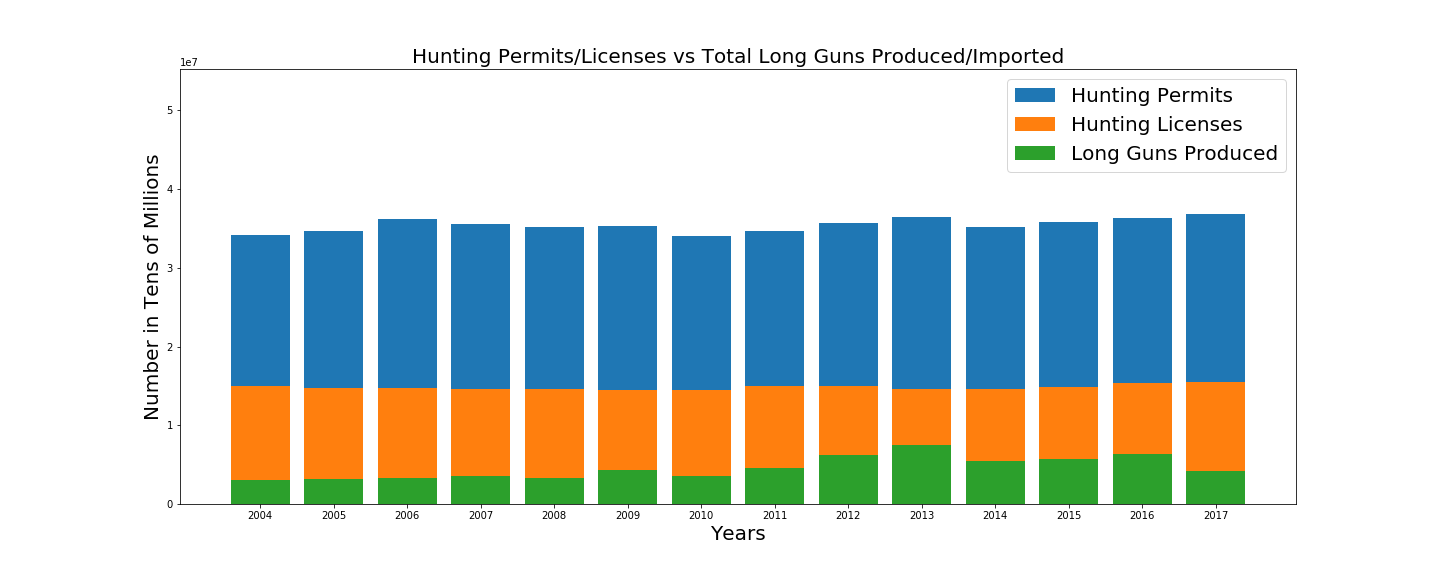 Hunting Permits/Licenses vs Total Long Guns Produced/Imported
1e7
Hunting Permits
Hunting Licenses
Long Guns Produced
Number in Tens of Millions
5
4
3
2
1
0
2004 2005 2006 2007 2008 2009 2010 2011 2012 2013 2014 2015 2016 2017
Years